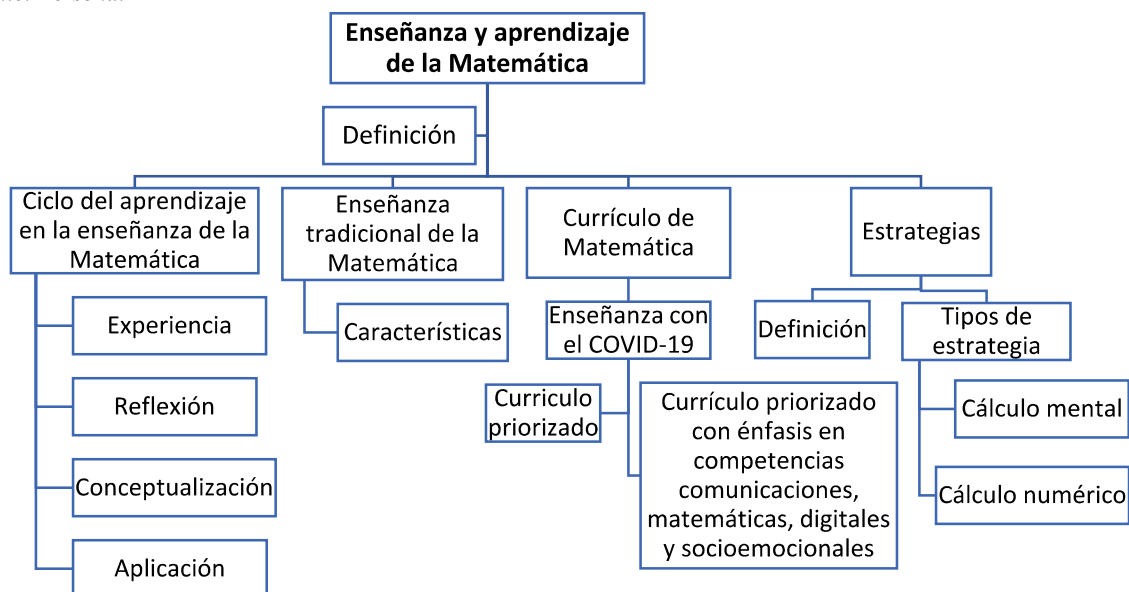 Enseñanza y aprendizaje
de la Matemática
Definición
Ciclo del aprendizaje
en la enseñanza de la
Matemática
Experiencia
Reflexión
Conceptualización
Aplicación
Enseñanza
tradicional de la
Matemática
Características
Currículo de
Matemática
Enseñanza con
el COVID-19
Curriculo
priorizado
Currículo priorizado
con énfasis en
competencias
comunicaciones,
matemáticas, digitales
y socioemocionales
Estrategias
Definición
Tipos de
estrategia
Cálculo mental
Cálculo numérico